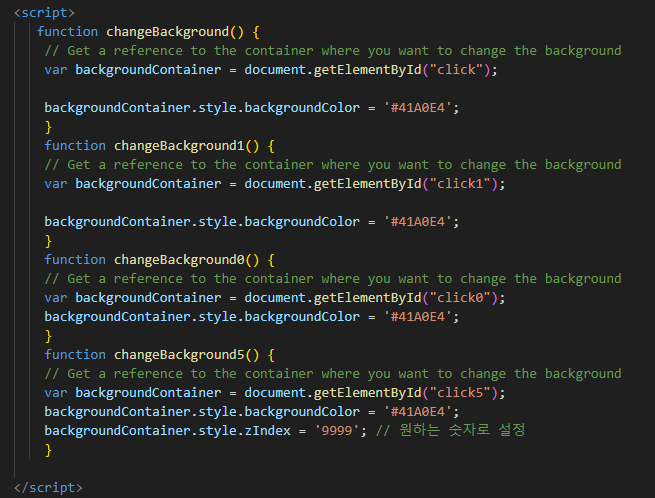 <script>
function changeBackground() {
// Get a reference to the container where you want to change the background
var backgroundContainer = document.getElementById("click");
backgroundContainer.style.backgroundColor = '#41A0E4';
}
function changeBackground1() {
// Get a reference to the container where you want to change the background
var backgroundContainer = document.getElementById("click1");
backgroundContainer.style.backgroundColor = '#41A0E4';
}
function changeBackground0() {
// Get a reference to the container where you want to change the background
var backgroundContainer = document.getElementById("click0");
backgroundContainer.style.backgroundColor = '#41A0E4';
}
function changeBackground5() {
// Get a reference to the container where you want to change the background
var backgroundContainer = document.getElementById("click5");
backgroundContainer.style.backgroundColor = '#41A0E4';
backgroundContainer.style.zIndex = '9999'; // 원하는 숫자로 설정
}
</script>